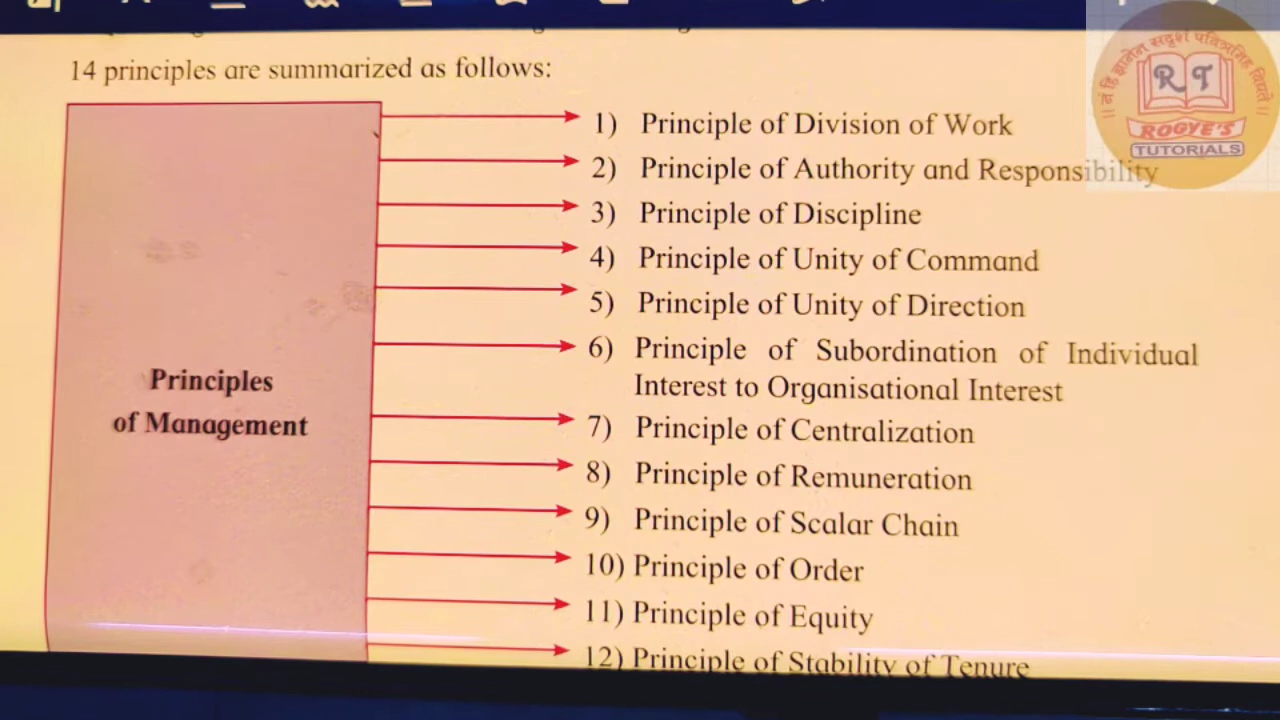 14 principles are summarized as follows:
Principles
of Management
1) Principle of Division of Work
2) Principle of Authority and Responsibility
3) Principle of Discipline
4) Principle of Unity of Command
5) Principle of Unity of Direction
6) Principle of Subordination of Individual
Interest to Organisational Interest
7) Principle of Centralization
8) Principle of Remuneration
9) Principle of Scalar Chain
10) Principle of Order
11) Principle of Equity
12) Principle of Stability of Tenure
RT
ROGYE'S
TUTORIALS